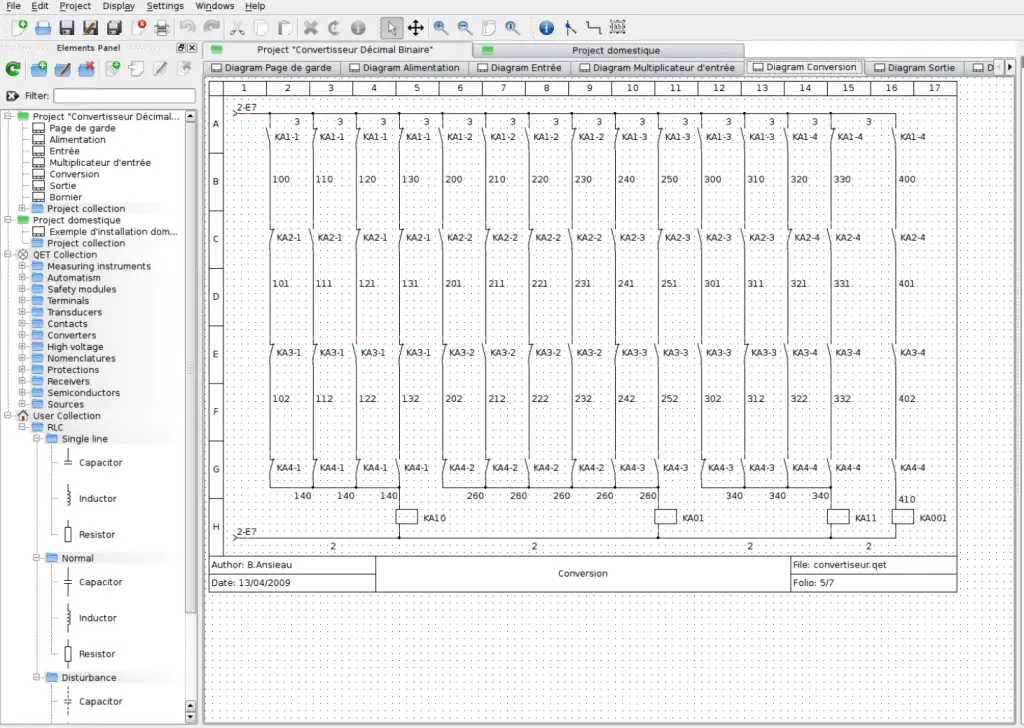 File Edit Project Display Settings Windows Help
Elements Panel
Project "Convertisseur Décimal Binaire"
Project domestique
Diagram Page de garde
Diagram Alimentation
Diagram Entrée
Diagram Multiplicateur d'entrée
Diagram Conversion
Diagram Sortie
D
Filter:
Project "Convertisseur Décimal...
Page de garde
Alimentation
Entrée
Multiplicateur d'entrée
Conversion
Sortie
Bornier
Project collection
Project domestique
Exemple d'installation dom...
Project collection
QET Collection
Measuring instruments
Automatism
Safety modules
Terminals
Transducers
Contacts
Converters
High voltage
Nomenclatures
Protections
Receivers
Semiconductors
Sources
User Collection
RLC
Single line
Capacitor
Inductor
Resistor
Normal
Capacitor
Inductor
Resistor
Disturbance
Capacitor
1 2 3 4 5 6 7 8 9 10 11 12 13 14 15 16 17
2-E7
A 3 3 3 3 3 3 3 3 3 3 3 3 3 3
KA1-1 KA1-1 KA1-1 KA1-1 KA1-2 KA1-2 KA1-2 KA1-2 KA1-3 KA1-3 KA1-3 KA1-3 KA1-4 KA1-4 KA1-4
B 100 110 120 130 200 210 220 230 240 250 300 310 320 330 400
C KA2-1 KA2-1 KA2-1 KA2-1 KA2-2 KA2-2 KA2-2 KA2-2 KA2-3 KA2-3 KA2-3 KA2-3 KA2-4 KA2-4 KA2-4
D 101 111 121 131 201 211 221 231 241 251 301 311 321 331 401
E KA3-1 KA3-1 KA3-1 KA3-1 KA3-2 KA3-2 KA3-2 KA3-2 KA3-3 KA3-3 KA3-3 KA3-3 KA3-4 KA3-4 KA3-4
F 102 112 122 132 202 212 222 232 242 252 302 312 322 332 402
G KA4-1 KA4-1 KA4-1 KA4-1 KA4-2 KA4-2 KA4-2 KA4-2 KA4-3 KA4-3 KA4-3 KA4-3 KA4-4 KA4-4 KA4-4
140 140 140 260 260 260 260 260 340 340 340 410
KA10 KA01 KA11 KA001
H
2-E7
2 2 2 2
Author: B.Ansieau
Date: 13/04/2009
Conversion
File: convertiseur.qet
Folio: 5/7